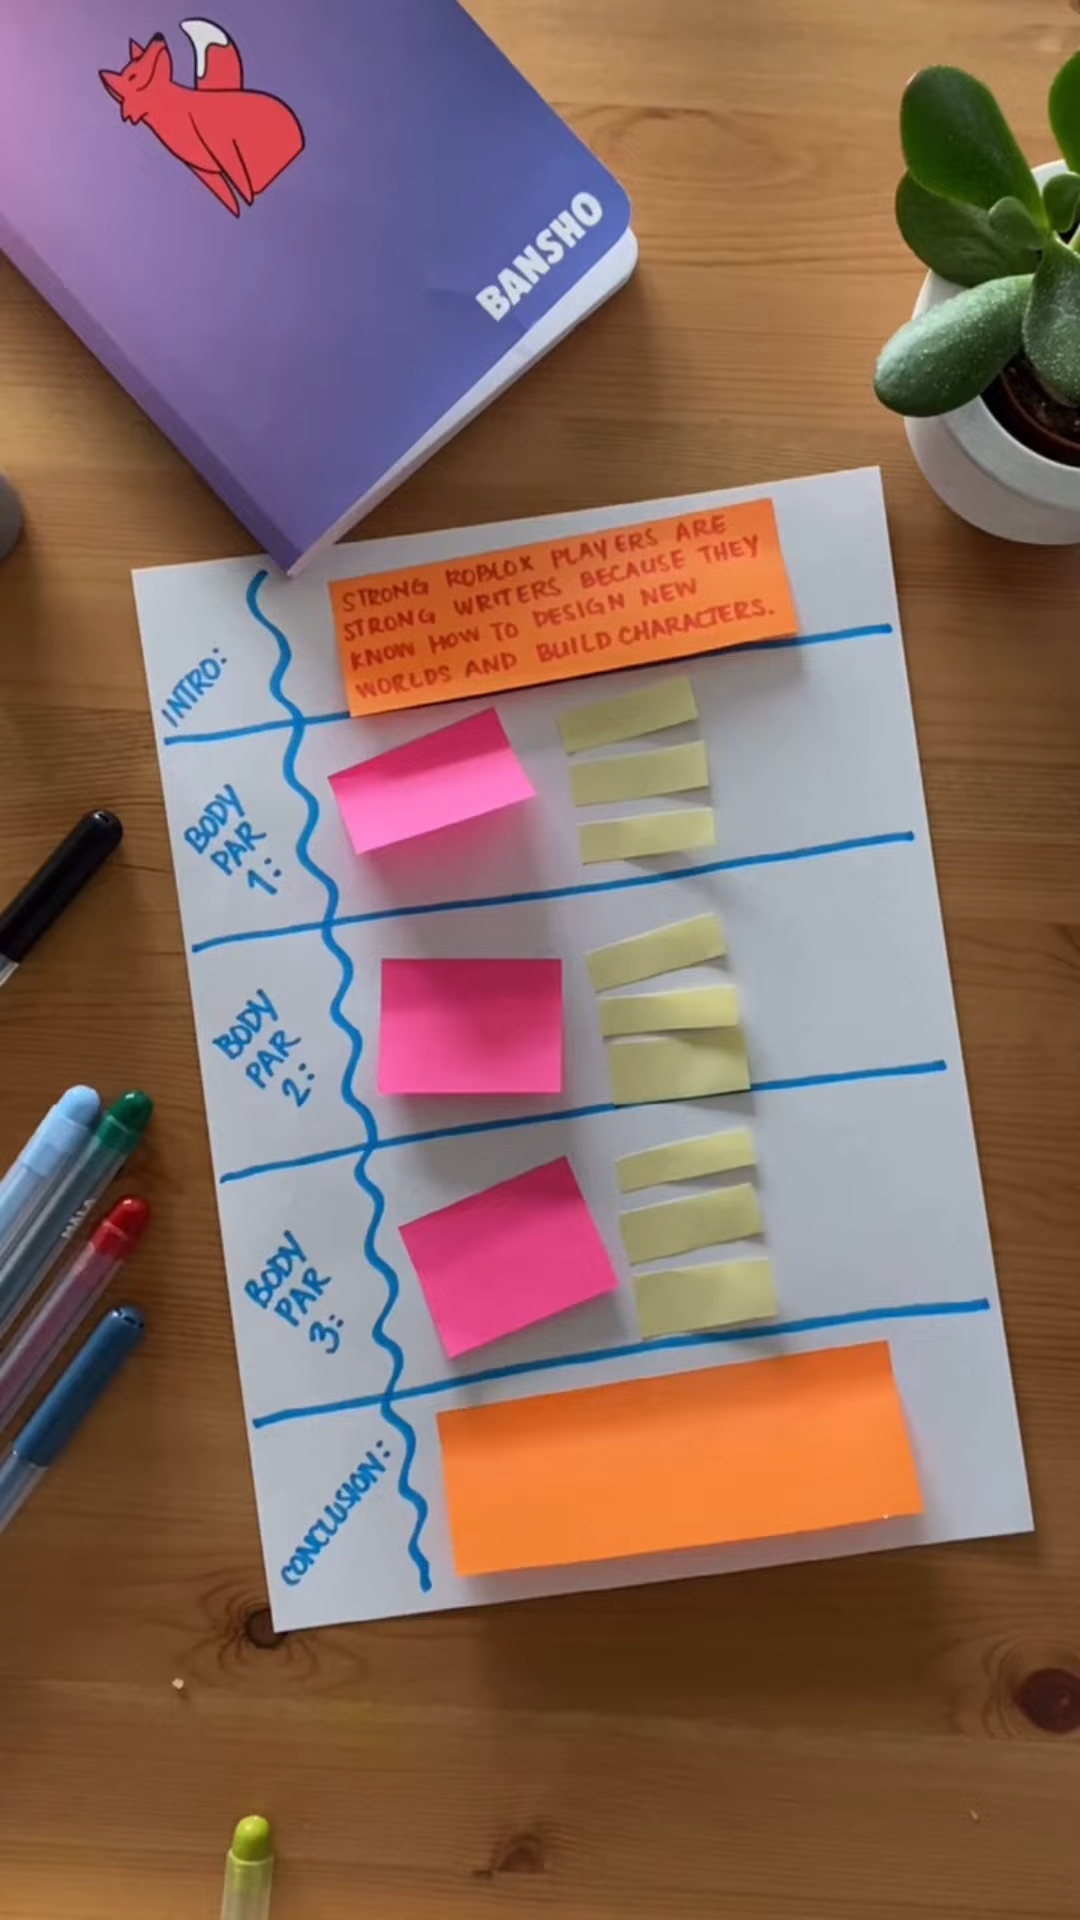 BANSHO
STRONG ROBLOX PLAYERS ARE
STRONG WRITERS BECAUSE THEY
KNOW HOW TO DESIGN NEW
WORLDS AND BUILD CHARACTERS.
INTRO:
BODY
PAR
1:
BODY
PAR
2:
BODY
PAR
3:
CONCLUSION: